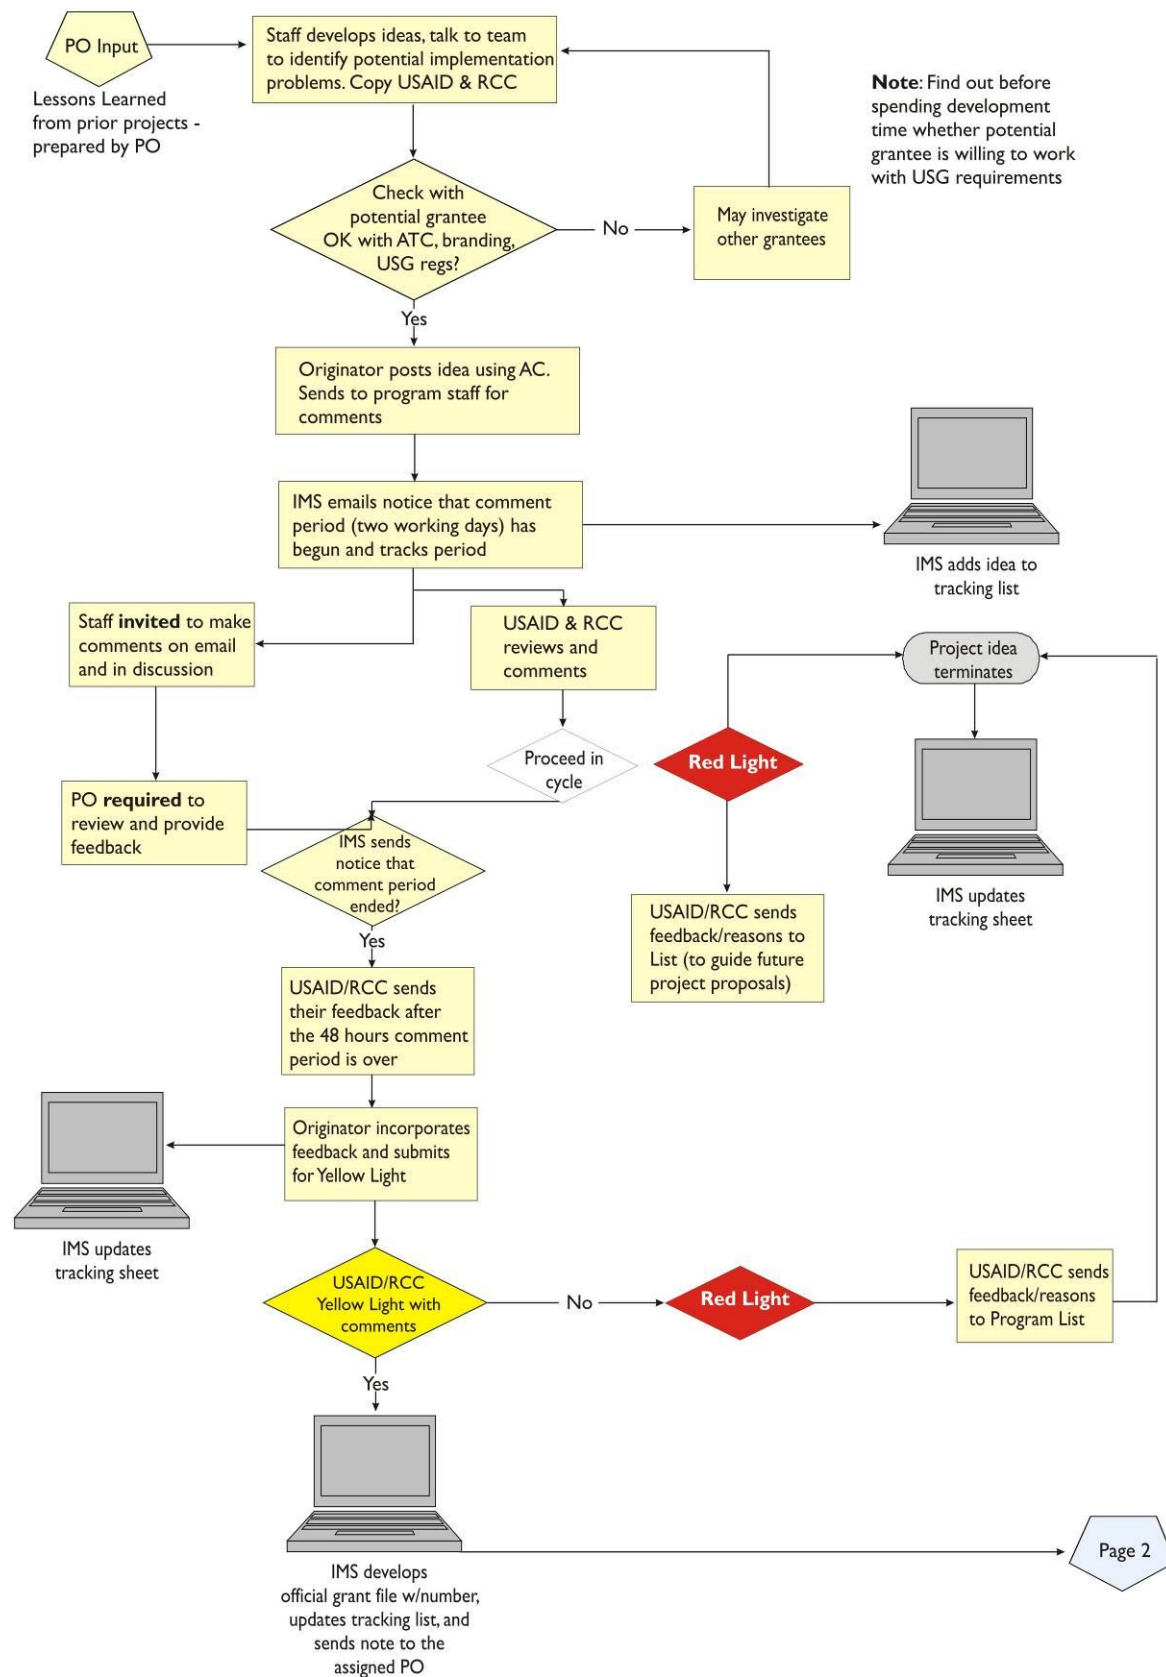 PO Input
Lessons Learned
from prior projects -
prepared by PO
Staff develops ideas, talk to team
to identify potential implementation
problems. Copy USAID & RCC
Note: Find out before
spending development
time whether potential
grantee is willing to work
with USG requirements
Check with
potential grantee
OK with ATC, branding,
USG regs?
No
May investigate
other grantees
Yes
Originator posts idea using AC.
Sends to program staff for
comments
IMS emails notice that comment
period (two working days) has
begun and tracks period
IMS adds idea to
tracking list
Staff invited to make
comments on email
and in discussion
USAID & RCC
reviews and
comments
Project idea
terminates
Proceed in
cycle
Red Light
PO required to
review and provide
feedback
IMS sends
notice that
comment period
ended?
IMS updates
tracking sheet
USAID/RCC sends
feedback/reasons to
List (to guide future
project proposals)
Yes
USAID/RCC sends
their feedback after
the 48 hours comment
period is over
Originator incorporates
feedback and submits
for Yellow Light
IMS updates
tracking sheet
USAID/RCC
Yellow Light with
comments
No
Red Light
USAID/RCC sends
feedback/reasons
to Program List
Yes
IMS develops
official grant file w/number,
updates tracking list, and
sends note to the
assigned PO
Page 2